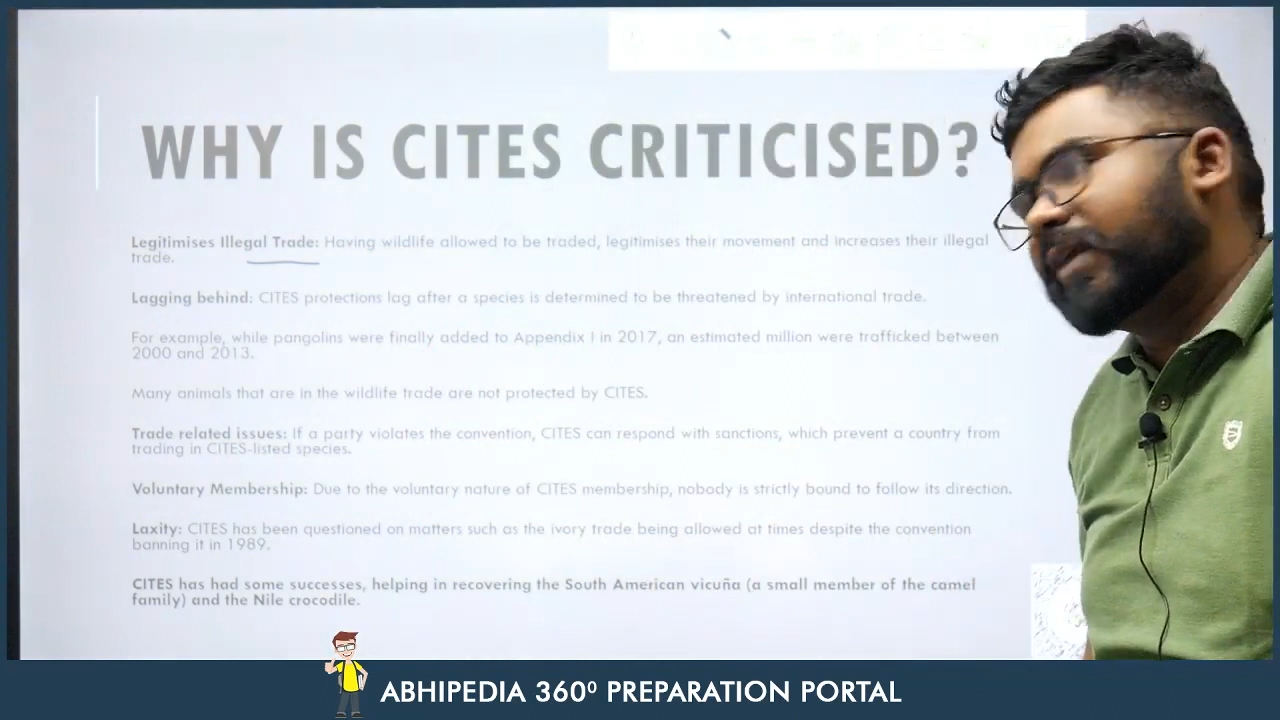 WHY IS CITES CRITICISED?
Legitimises Illegal Trade: Having wildlife allowed to be traded, legitimises their movement and increases their illegal
trade.
Lagging behind: CITES protections lag after a species is determined to be threatened by international trade.
For example, while pangolins were finally added to Appendix I in 2017, an estimated million were trafficked between
2000 and 2013.
Many animals that are in the wildlife trade are not protected by CITES.
Trade related issues: If a party violates the convention, CITES can respond with sanctions, which prevent a country from
trading in CITES-listed species.
Voluntary Membership: Due to the voluntary nature of CITES membership, nobody is strictly bound to follow its direction.
Laxity: CITES has been questioned on matters such as the ivory trade being allowed at times despite the convention
banning it in 1989.
CITES has had some successes, helping in recovering the South American vicuña (a small member of the camel
family) and the Nile crocodile.
ABHIPEDIA 360⁰ PREPARATION PORTAL